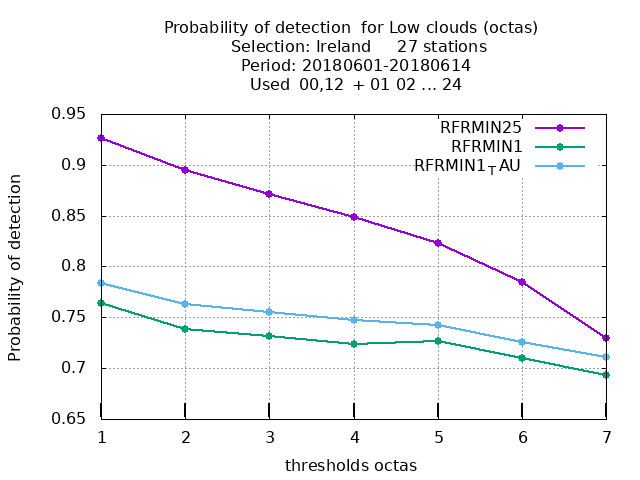 Probability of detection  for Low clouds (octas)
Selection: Ireland     27 stations
Period: 20180601-20180614
Used  00,12  + 01 02 ... 24
RFRMIN25
RFRMIN1
RFRMIN1TAU
0.95
0.9
0.85
0.8
0.75
0.7
0.65
Probability of detection
1 2 3 4 5 6 7
thresholds octas